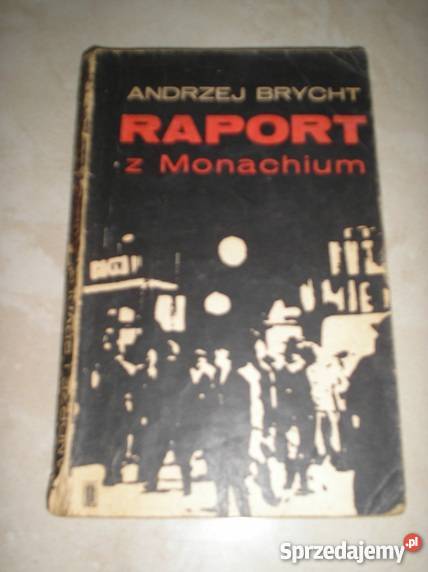 ANDRZEJ BRYCHT
RAPORT
z Monachium
Sprzedajemy.pl